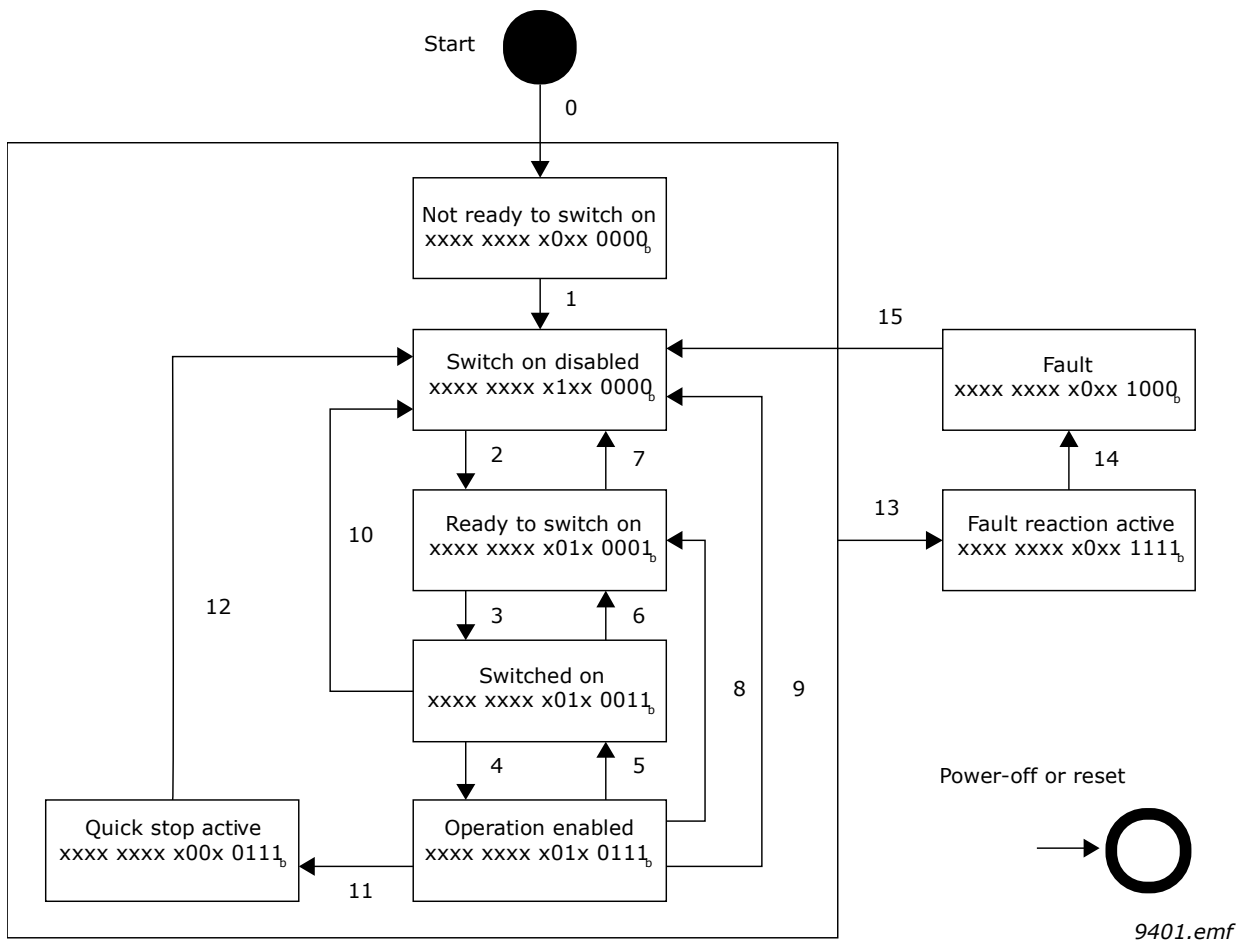 Start
0
Not ready to switch on
xxxx xxxx x0xx 0000b
1
15
Switch on disabled
xxxx xxxx x1xx 0000b
Fault
xxxx xxxx x0xx 1000b
2
7
14
10
Ready to switch on
xxxx xxxx x01x 0001b
13
Fault reaction active
xxxx xxxx x0xx 1111b
12
3
6
Switched on
xxxx xxxx x01x 0011b
8
9
4
5
Power-off or reset
Quick stop active
xxxx xxxx x00x 0111b
11
Operation enabled
xxxx xxxx x01x 0111b
9401.emf